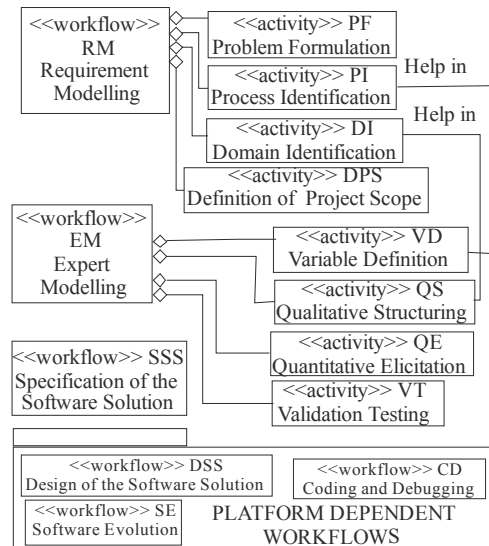 <<workflow>>
RM
Requirement
Modelling
<<activity>> PF
Problem Formulation
<<activity>> PI
Process Identification
Help in
<<activity>> DI
Domain Identification
Help in
<<activity>> DPS
Definition of Project Scope
<<workflow>>
EM
Expert
Modelling
<<activity>> VD
Variable Definition
<<activity>> QS
Qualitative Structuring
<<activity>> QE
Quantitative Elicitation
<<activity>> VT
Validation Testing
<<workflow>> SSS
Specification of the
Software Solution
<<workflow>> DSS
Design of the Software Solution
<<workflow>> CD
Coding and Debugging
<<workflow>> SE
Software Evolution
PLATFORM DEPENDENT
WORKFLOWS